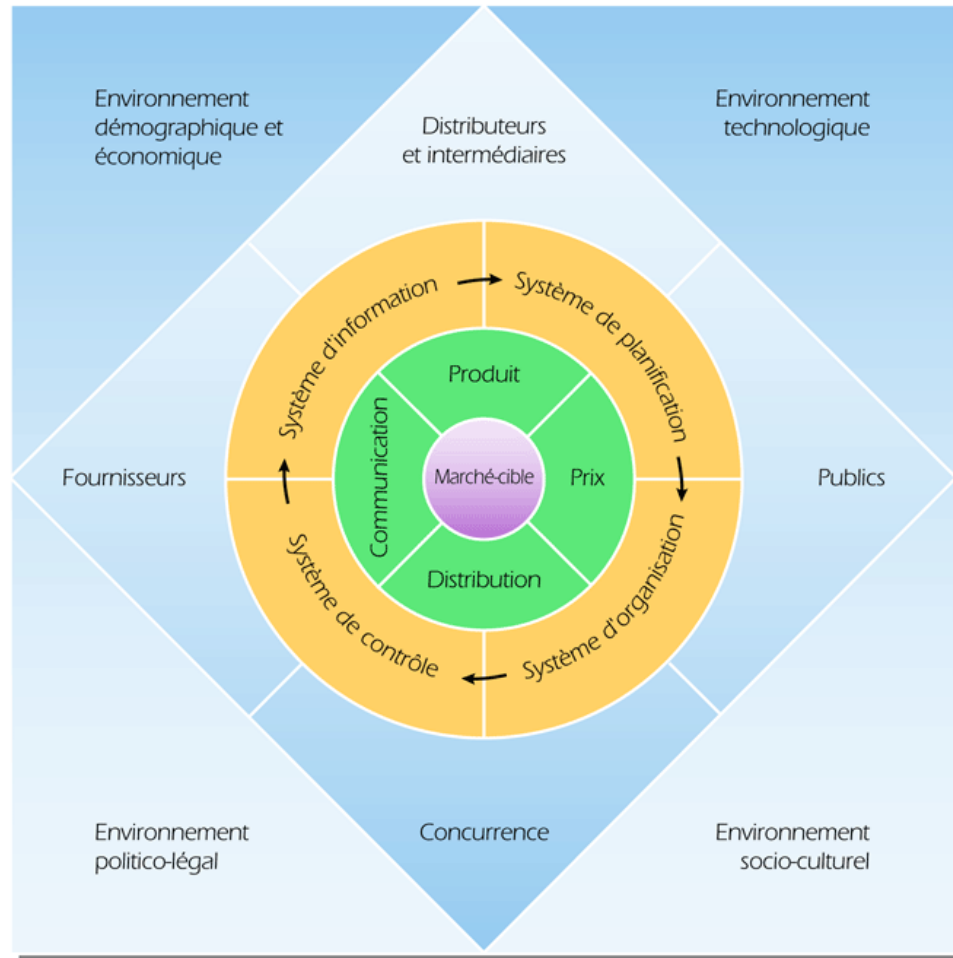 Environnement
démographique et
économique
Distributeurs
et intermédiaires
Environnement
technologique
Système d'information
Système de planification
Produit
Communication
Marché-cible
Prix
Fournisseurs
Publics
Distribution
Système de contrôle
Système d'organisation
Environnement
politico-légal
Concurrence
Environnement
socio-culturel